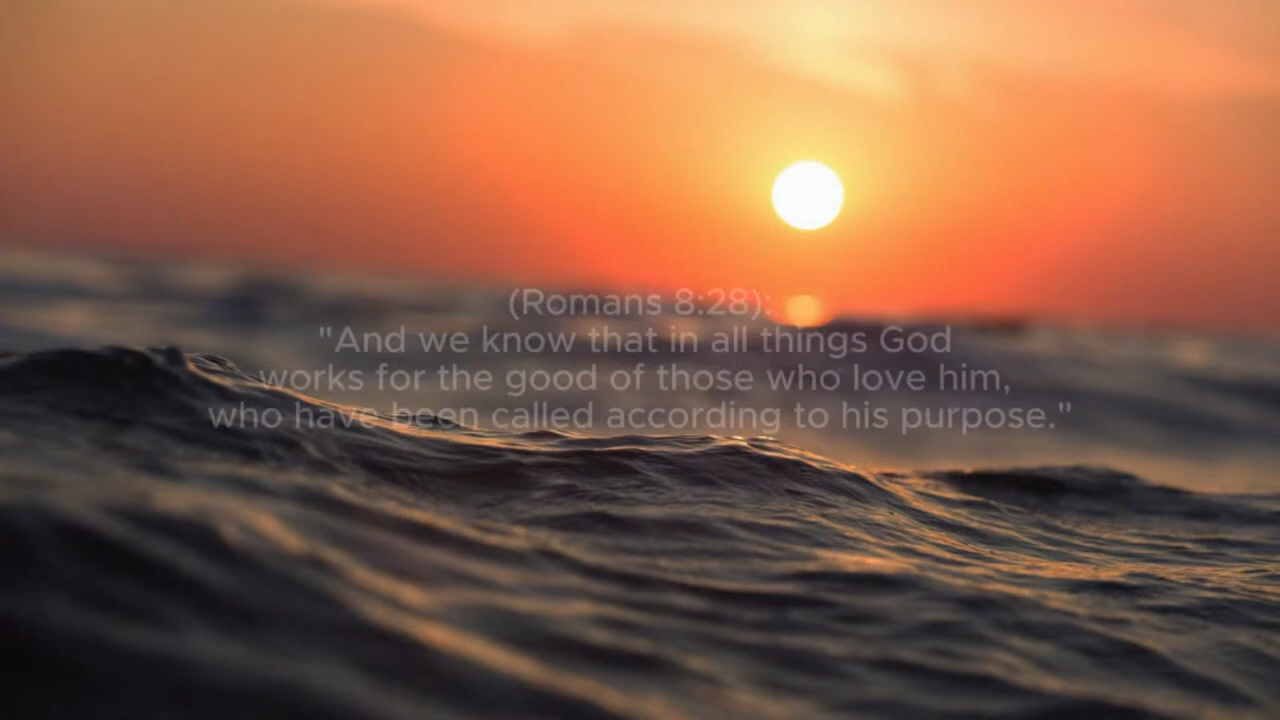 (Romans 8:28):
"And we know that in all things God
works for the good of those who love him,
who have been called according to his purpose."